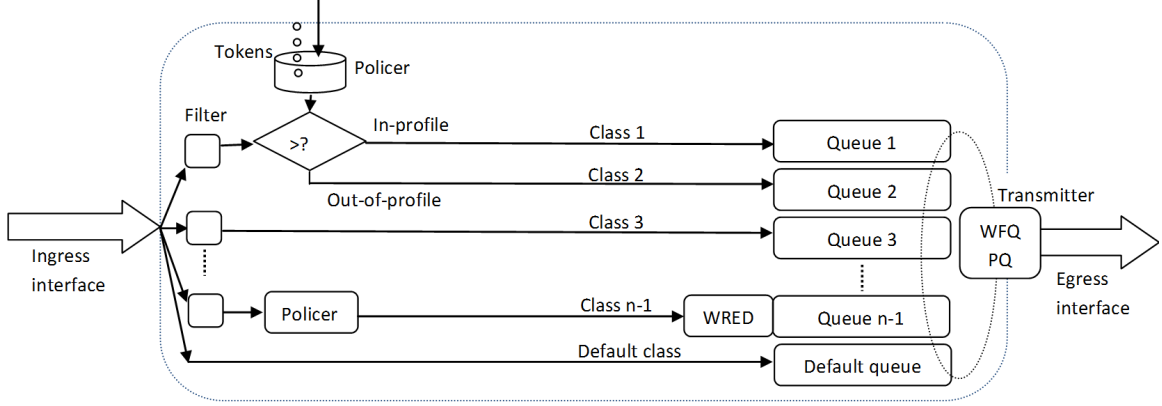 Tokens
Policer
Filter
>?
In-profile
Class 1
Queue 1
Class 2
Queue 2
Out-of-profile
Transmitter
Class 3
Queue 3
WFQ
PQ
Ingress
interface
Egress
interface
Policer
Class n-1
WRED
Queue n-1
Default class
Default queue